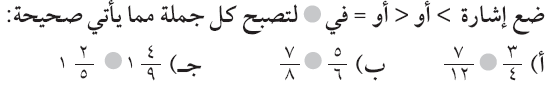 ضع إشارة > أو < أو = في ● لتصبح كل جملة مما يأتي صحيحة:
أ) ٣/٤ ● ٧/١٢ ب) ٥/٦ ● ٧/٨ جـ) ١ ٤/٩ ● ١ ٢/٥